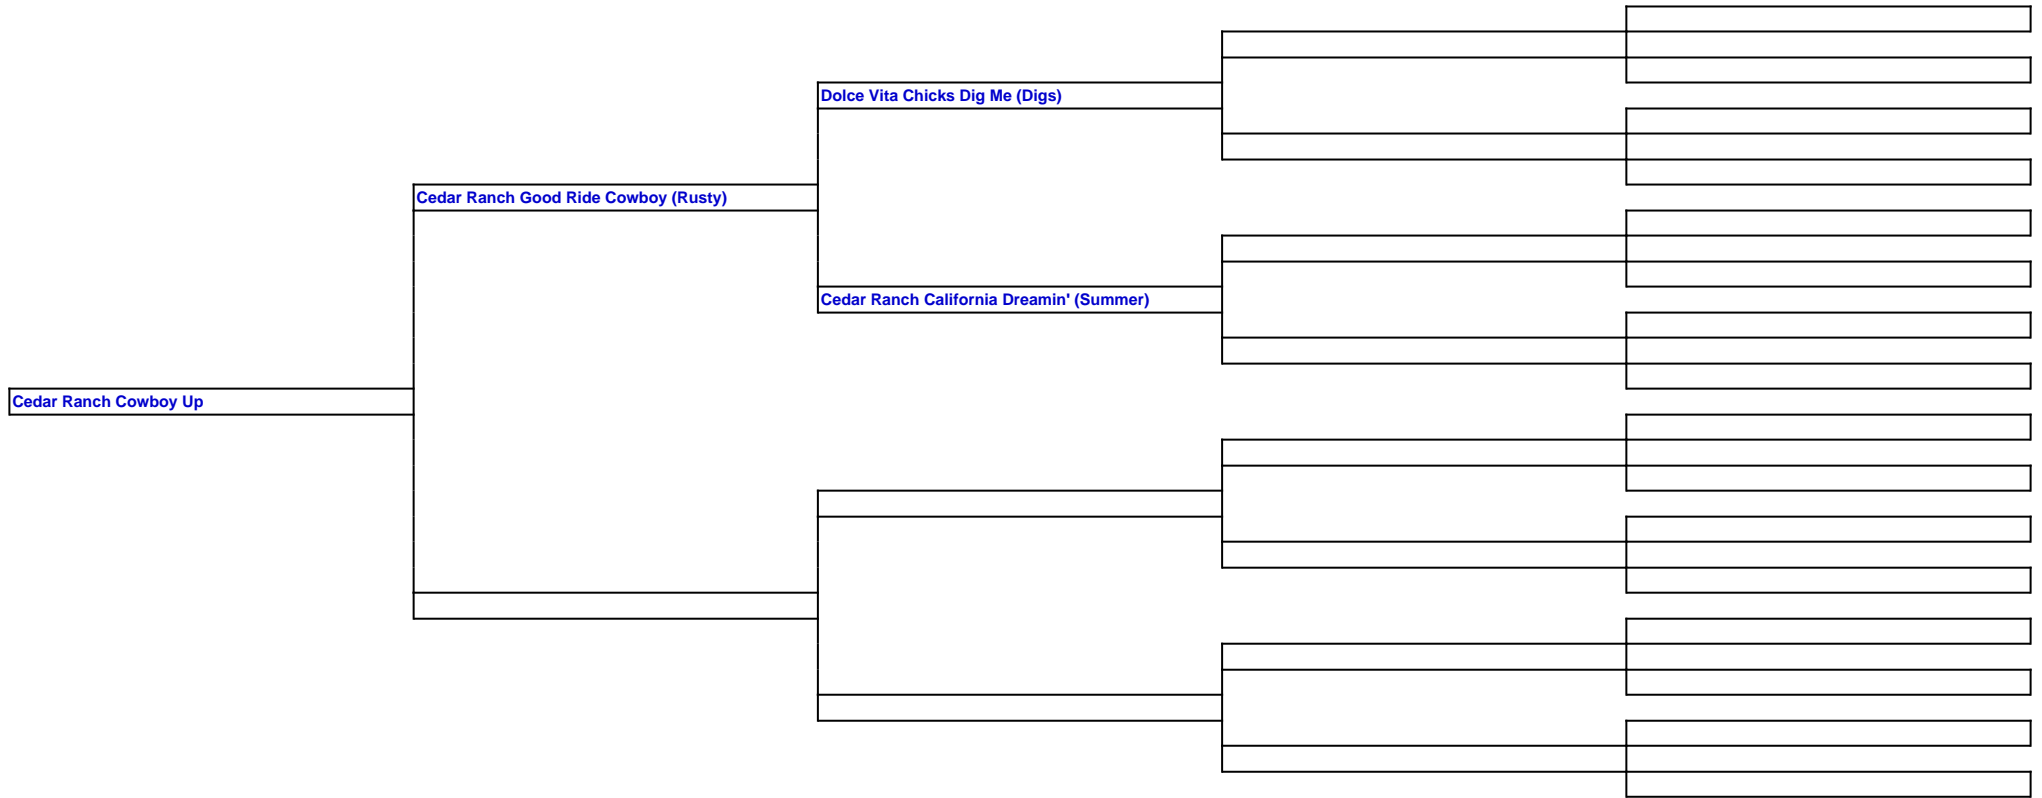 Dolce Vita Chicks Dig Me (Digs)
Cedar Ranch Good Ride Cowboy (Rusty)
Cedar Ranch California Dreamin' (Summer)
Cedar Ranch Cowboy Up